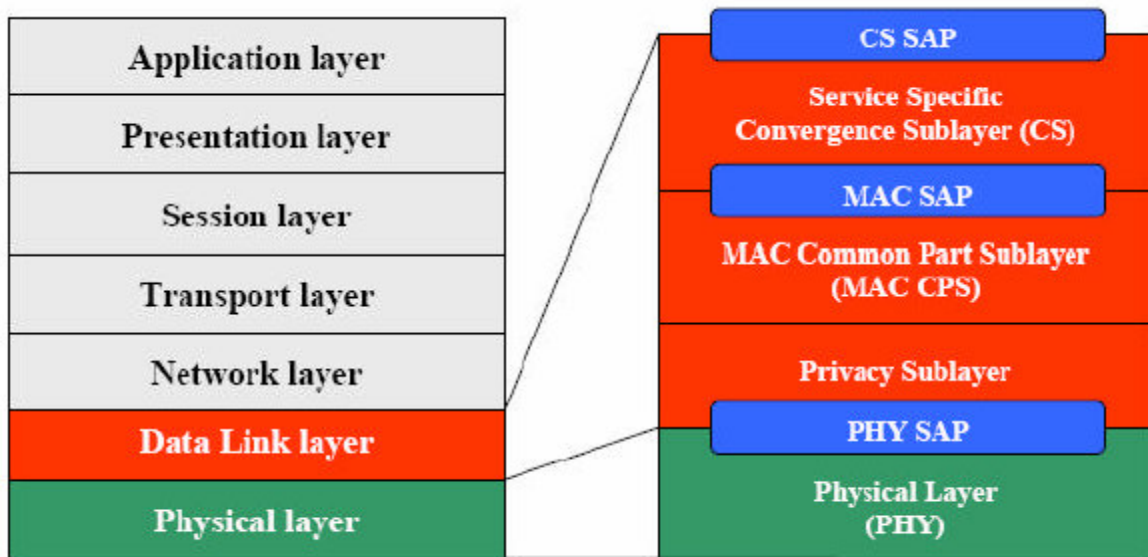 Application layer
Presentation layer
Session layer
Transport layer
Network layer
Data Link layer
Physical layer
CS SAP
Service Specific
Convergence Sublayer (CS)
MAC SAP
MAC Common Part Sublayer
(MAC CPS)
Privacy Sublayer
PHY SAP
Physical Layer
(PHY)